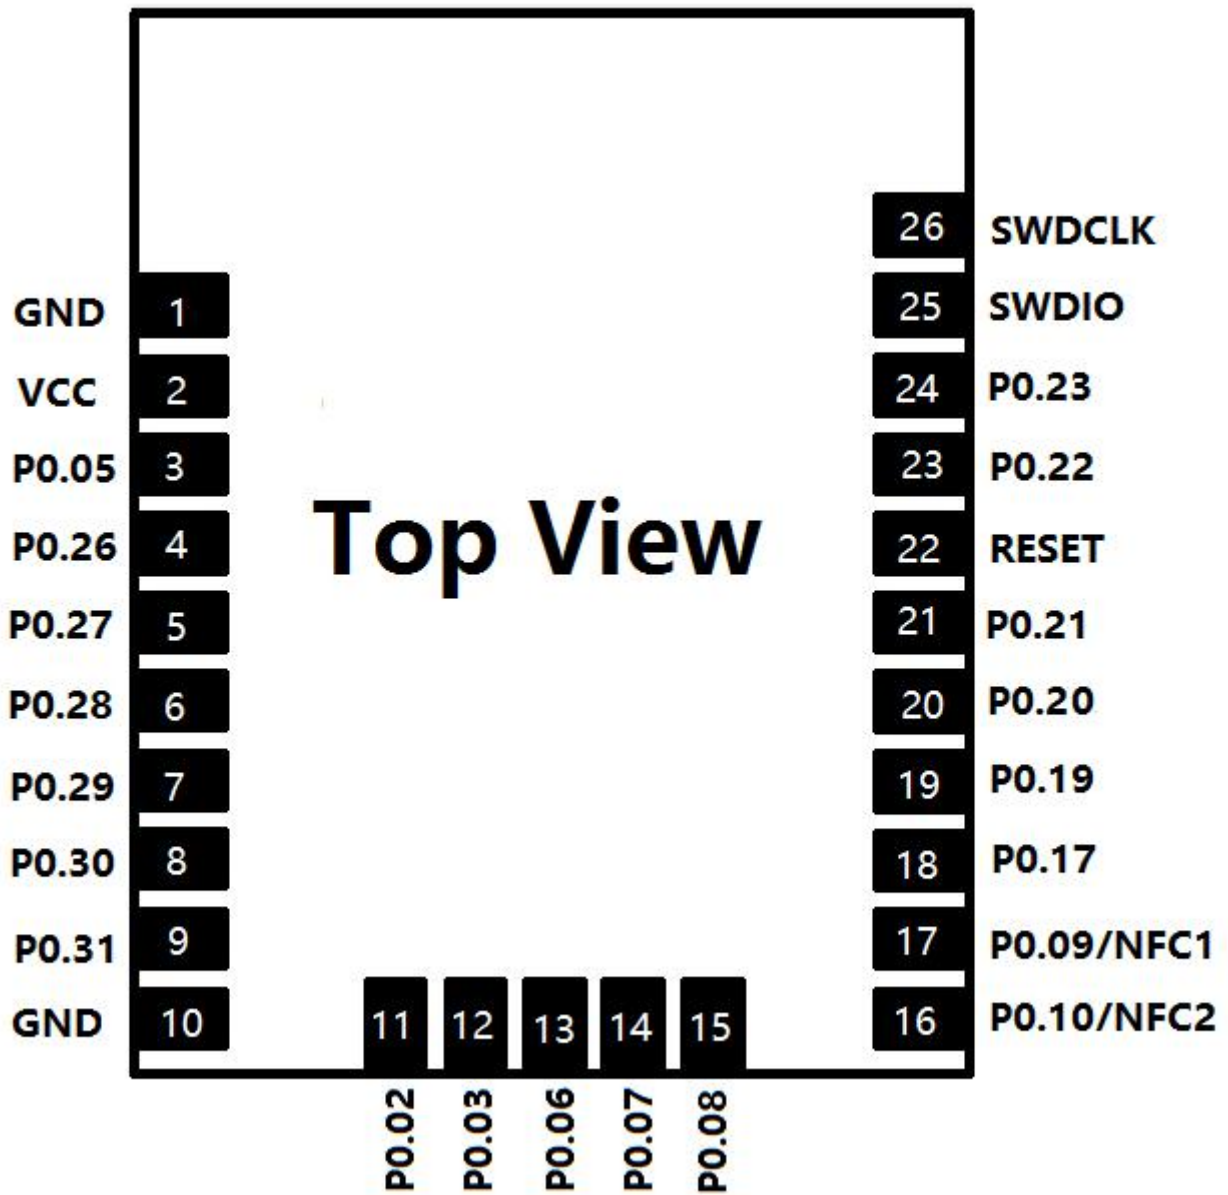 26 SWDCLK
GND 1
25 SWDIO
VCC 2
24 P0.23
P0.05 3
23 P0.22
P0.26 4
Top View
22 RESET
P0.27 5
21 P0.21
P0.28 6
20 P0.20
P0.29 7
19 P0.19
P0.30 8
18 P0.17
P0.31 9
17 P0.09/NFC1
GND 10
11 12 13 14 15
16 P0.10/NFC2
P0.02
P0.03
P0.06
P0.07
P0.08